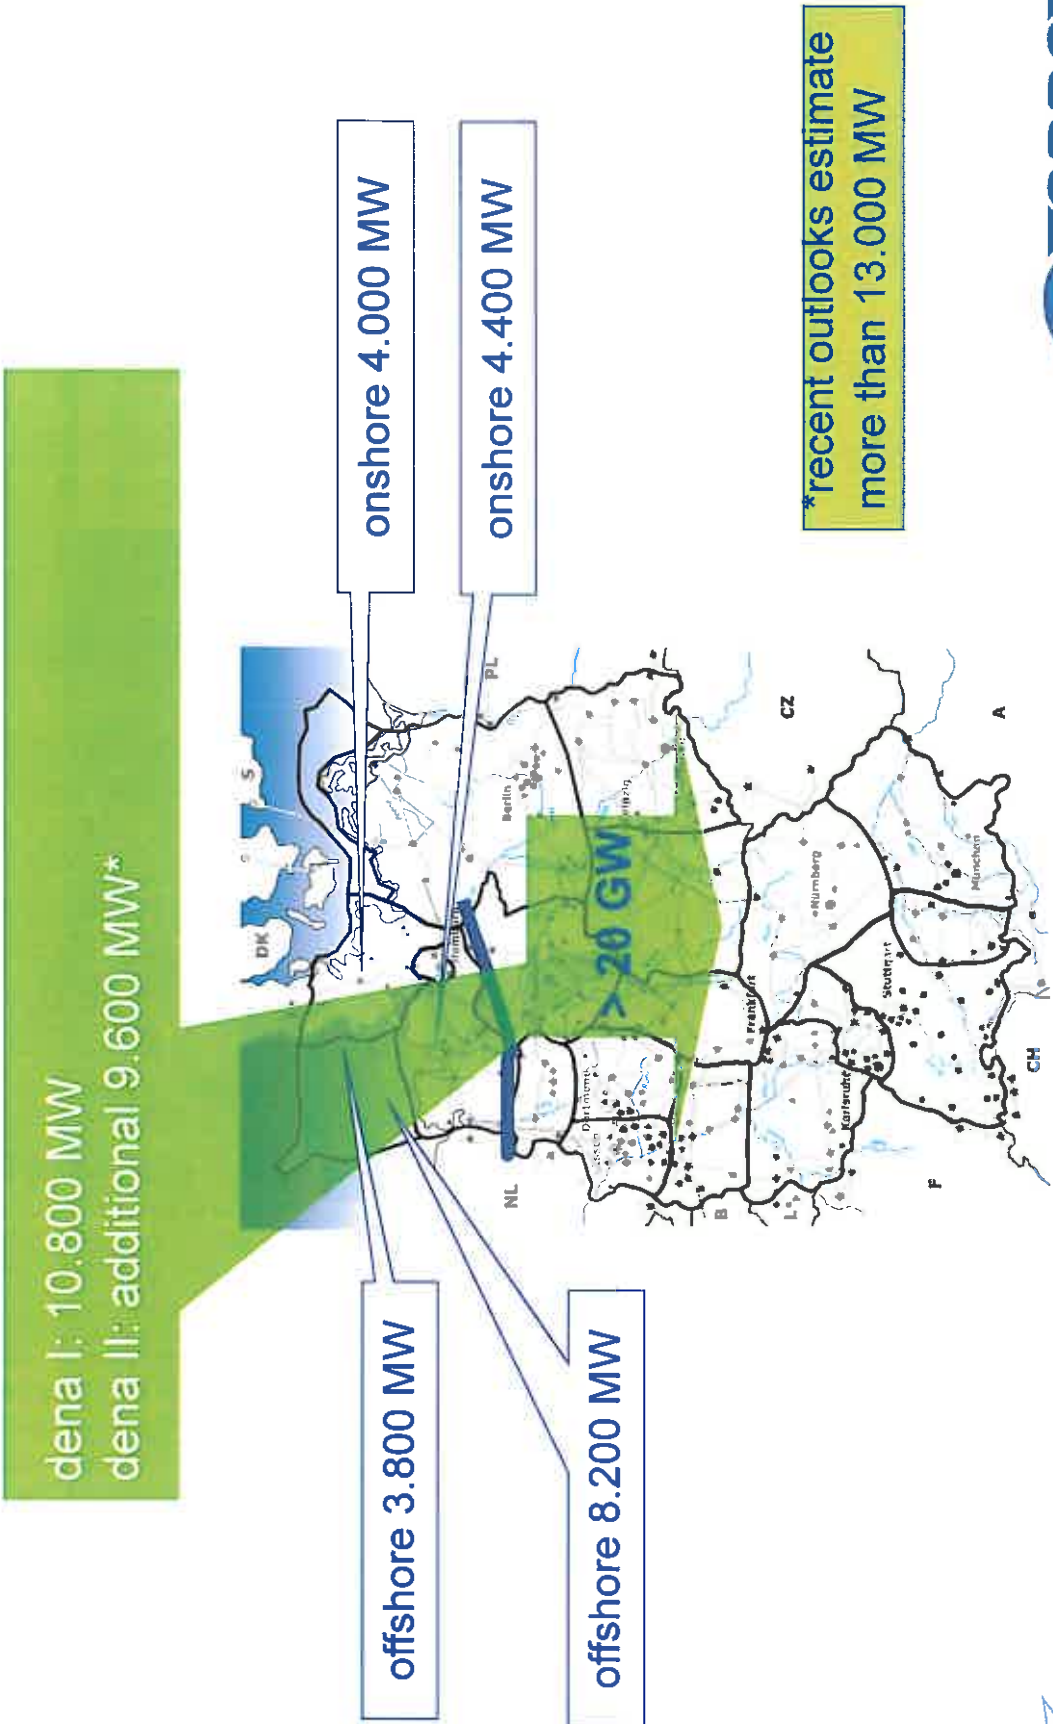 dena I: 10.800 MW
dena II: additional 9.600 MW*
offshore 3.800 MW
offshore 8.200 MW
onshore 4.000 MW
onshore 4.400 MW
> 20 GW
*recent outlooks estimate
more than 13.000 MW
DK
S
NL
PL
B
L
F
CH
CZ
A
Berlin
Dortmund
Frankfurt
Nürnberg
Karlsruhe
Stuttgart
München